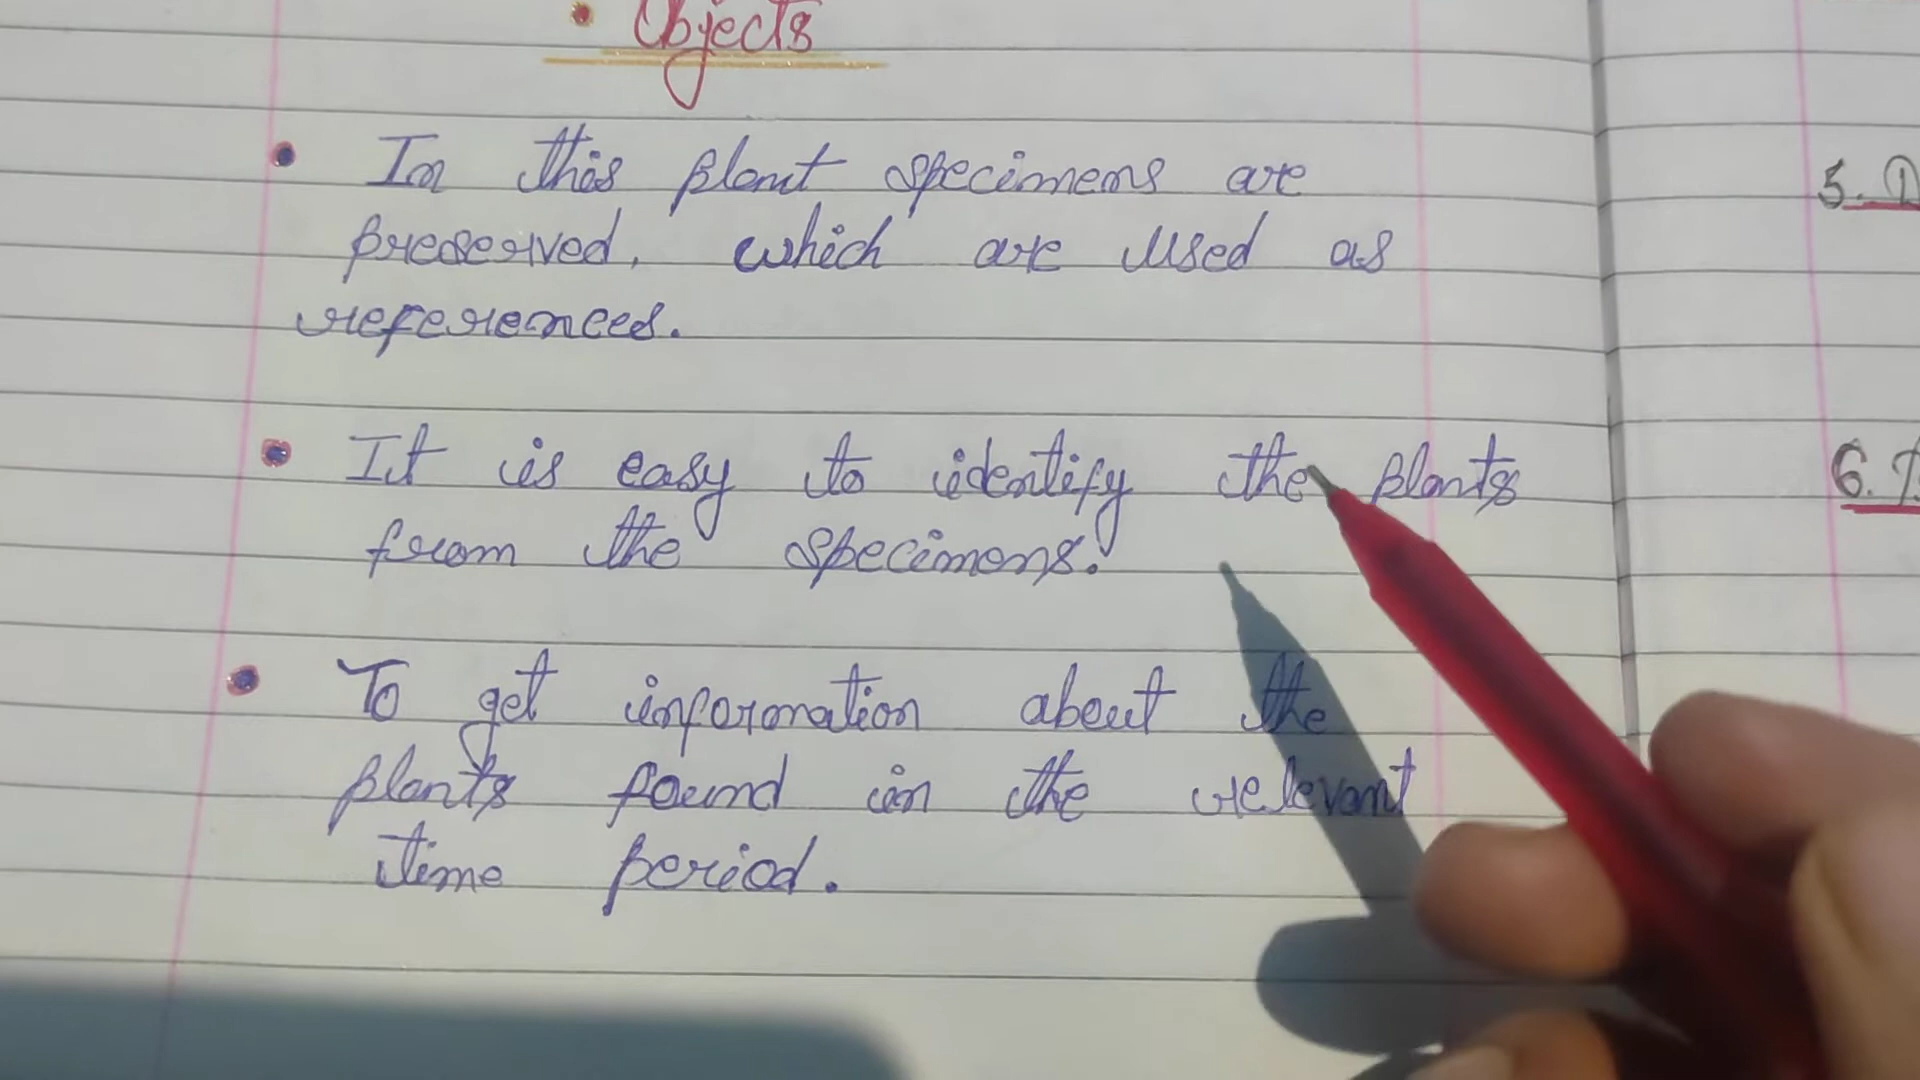 Objects
In this plant specimens are
preserved, which are used as
references.
It is easy to identify the plants
from the specimens.
To get information about the
plants found in the relevant
time period.
5.
6.